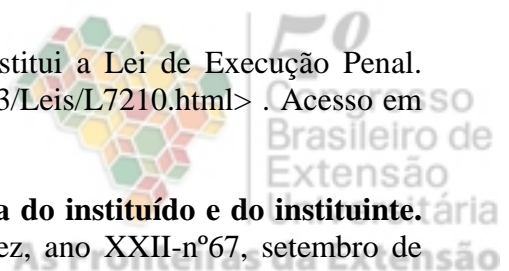 stitui a Lei de Execução Penal.
3/Leis/L7210.html> . Acesso em
a do instituído e do instituinte.
ez, ano XXII-nº67, setembro de
5º
Congresso
Brasileiro de
Extensão
Universitária
As Fronteiras da Extensão